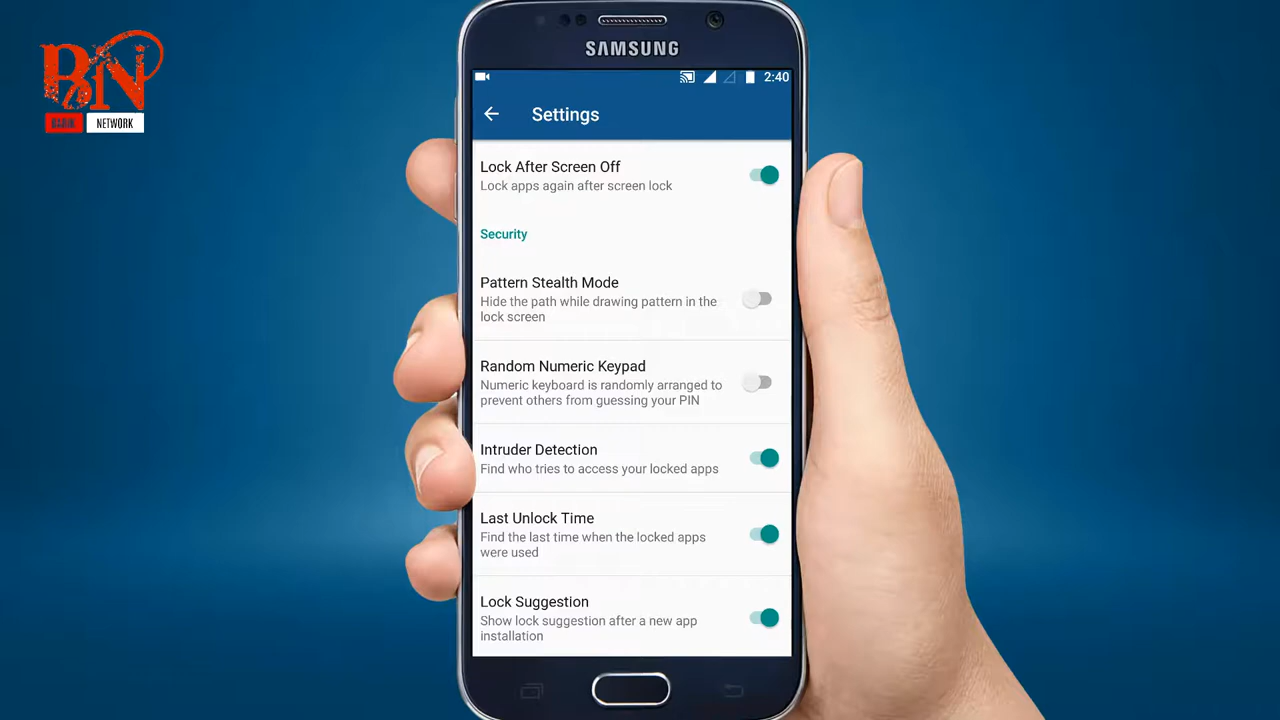 BN
NETWORK
SAMSUNG
2:40
Settings
Lock After Screen Off
Lock apps again after screen lock
Security
Pattern Stealth Mode
Hide the path while drawing pattern in the
lock screen
Random Numeric Keypad
Numeric keyboard is randomly arranged to
prevent others from guessing your PIN
Intruder Detection
Find who tries to access your locked apps
Last Unlock Time
Find the last time when the locked apps
were used
Lock Suggestion
Show lock suggestion after a new app
installation